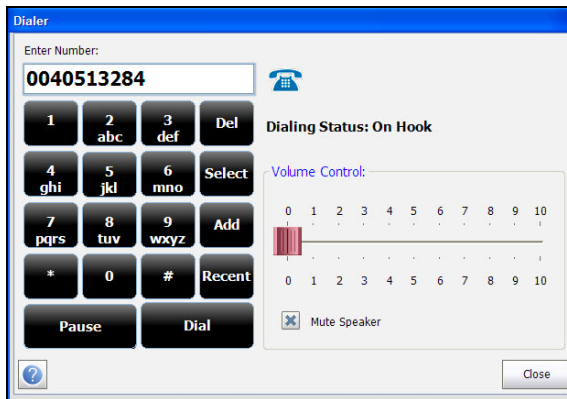 Dialer
Enter Number:
0040513284
1 2 3 Del
abc def
Dialing Status: On Hook
4 5 6 Select
ghi jkl mno
Volume Control:
7 8 9 Add
pqrs tuv wxyz
0 1 2 3 4 5 6 7 8 9 10
* 0 # Recent
0 1 2 3 4 5 6 7 8 9 10
Pause Dial
Mute Speaker
? Close